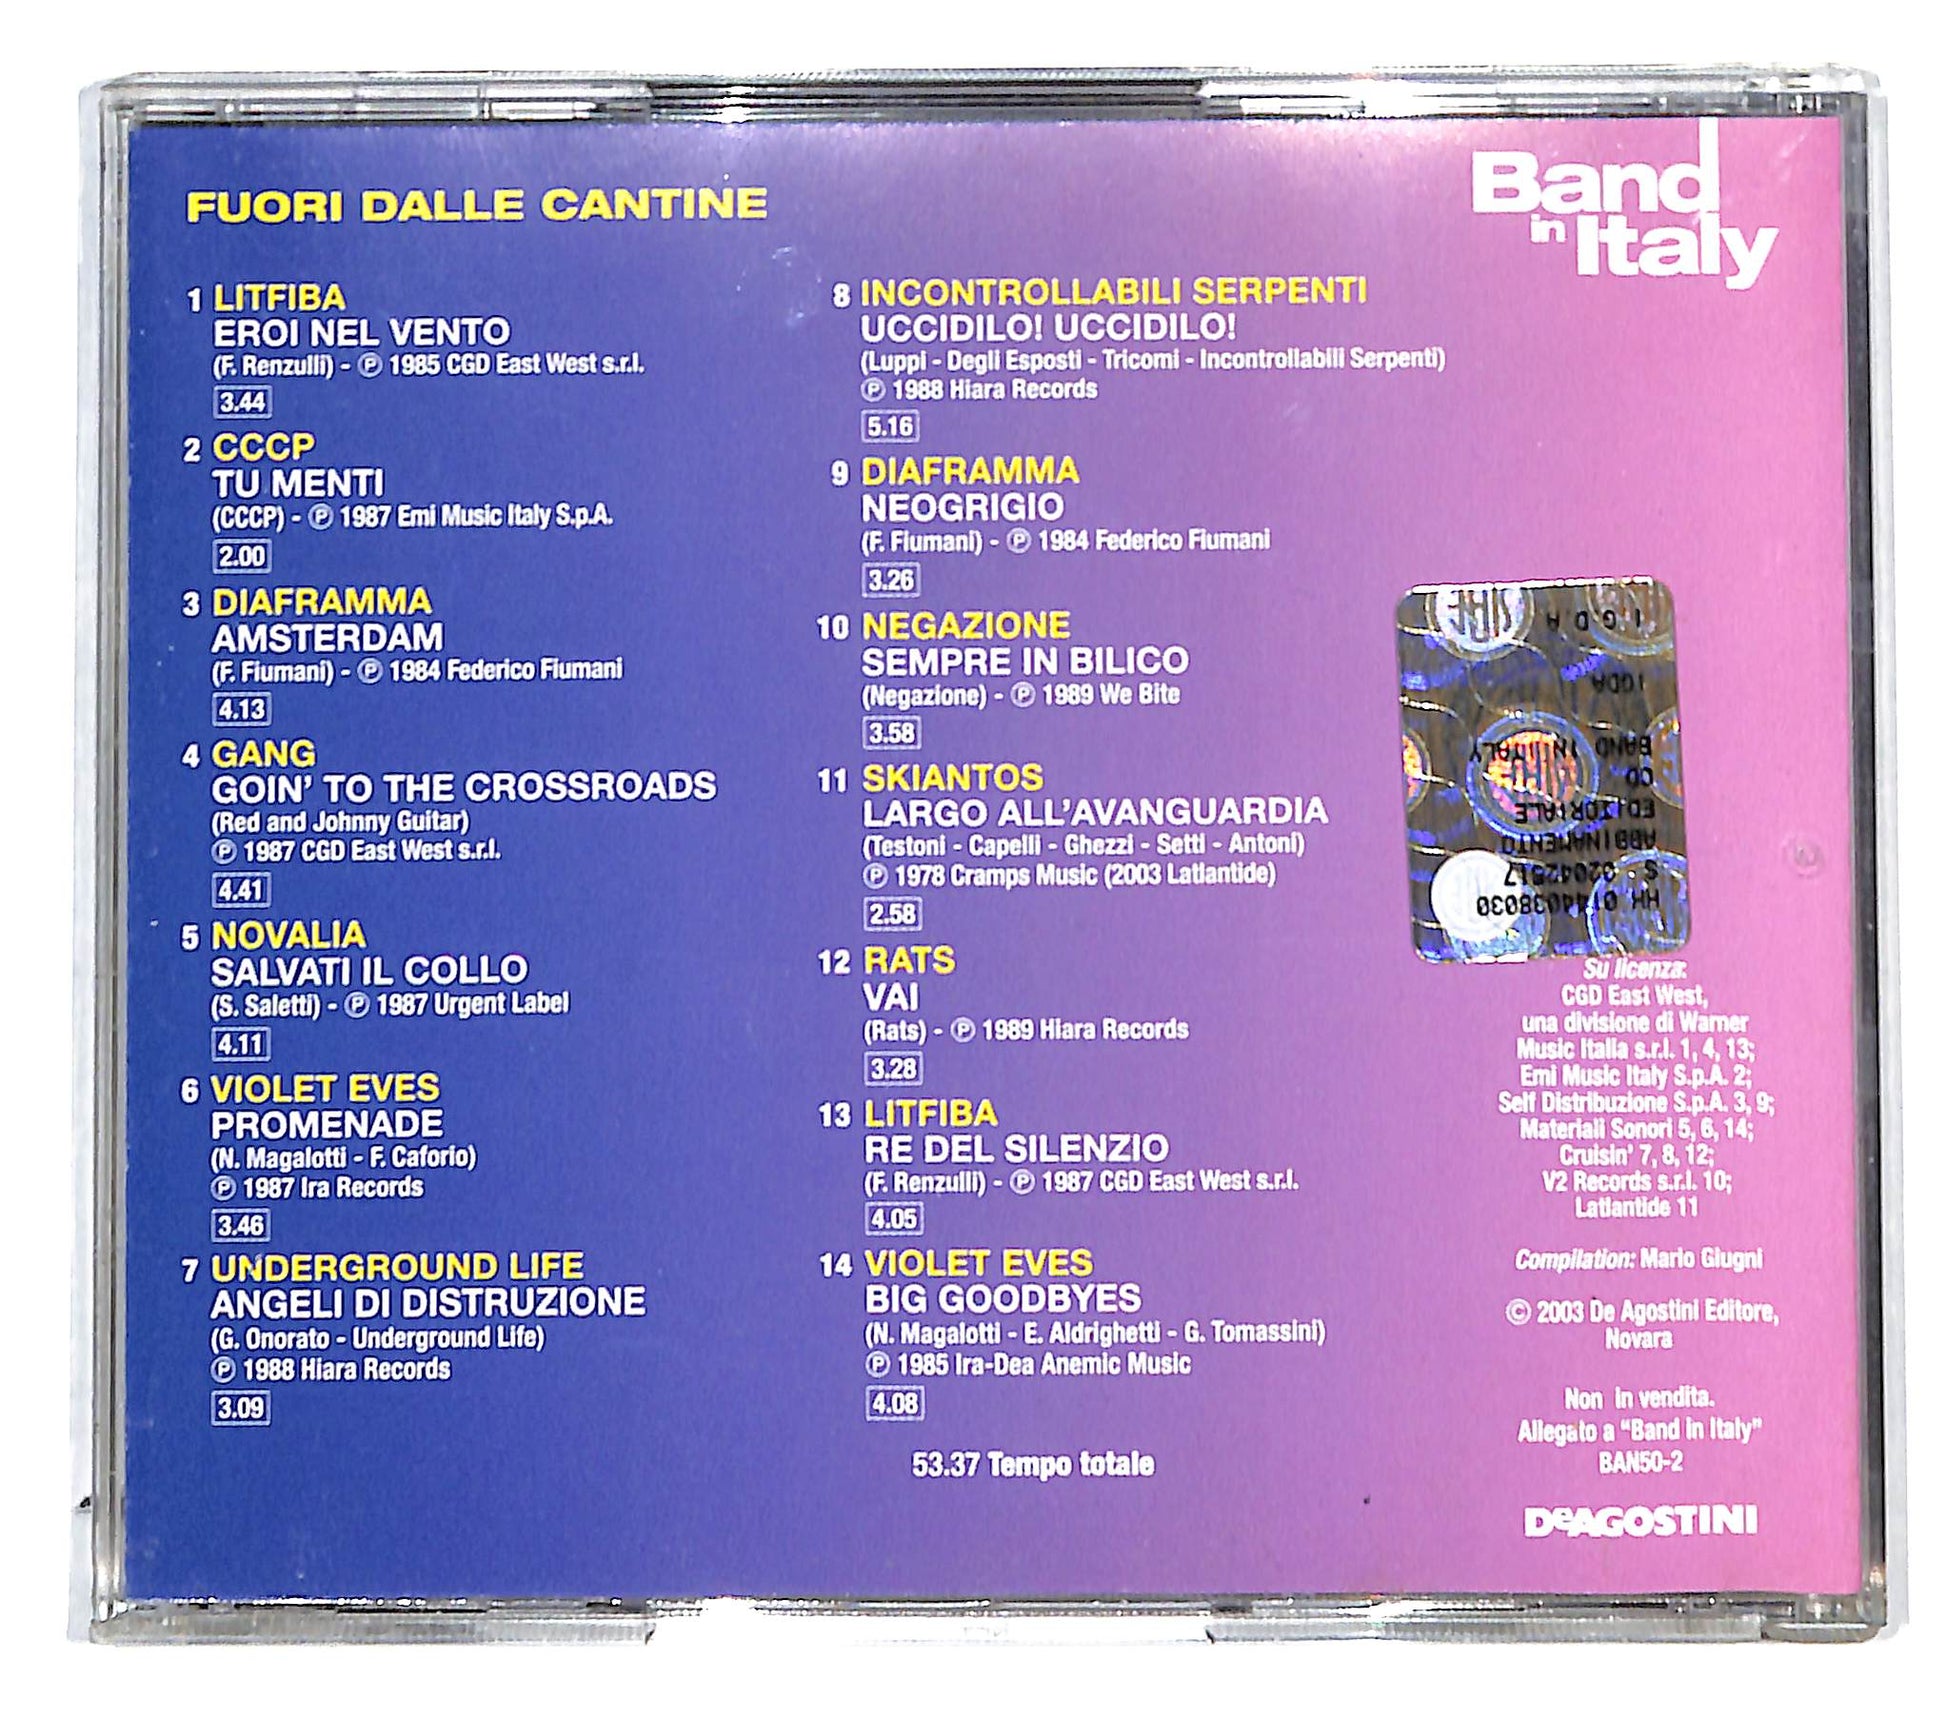 FUORI DALLE CANTINE
Band
in Italy
1 LITFIBA
EROI NEL VENTO
(F. Renzulli) - ℗ 1985 CGD East West s.r.l.
3.44
2 CCCP
TU MENTI
(CCCP) - ℗ 1987 Emi Music Italy S.p.A.
2.00
3 DIAFRAMMA
AMSTERDAM
(F. Fiumani) - ℗ 1984 Federico Fiumani
4.13
4 GANG
GOIN' TO THE CROSSROADS
(Red and Johnny Guitar)
℗ 1987 CGD East West s.r.l.
4.41
5 NOVALIA
SALVATI IL COLLO
(S. Saletti) - ℗ 1987 Urgent Label
4.11
6 VIOLET EVES
PROMENADE
(N. Magalotti - F. Caforio)
℗ 1987 Ira Records
3.46
7 UNDERGROUND LIFE
ANGELI DI DISTRUZIONE
(G. Onorato - Underground Life)
℗ 1988 Hiara Records
3.09
8 INCONTROLLABILI SERPENTI
UCCIDILO! UCCIDILO!
(Luppi - Degli Esposti - Tricomi - Incontrollabili Serpenti)
℗ 1988 Hiara Records
5.16
9 DIAFRAMMA
NEOGRIGIO
(F. Fiumani) - ℗ 1984 Federico Fiumani
3.26
10 NEGAZIONE
SEMPRE IN BILICO
(Negazione) - ℗ 1989 We Bite
3.58
11 SKIANTOS
LARGO ALL'AVANGUARDIA
(Testoni - Capelli - Ghezzi - Setti - Antoni)
℗ 1978 Cramps Music (2003 Latlantide)
2.58
12 RATS
VAI
(Rats) - ℗ 1989 Hiara Records
3.28
13 LITFIBA
RE DEL SILENZIO
(F. Renzulli) - ℗ 1987 CGD East West s.r.l.
4.05
14 VIOLET EVES
BIG GOODBYES
(N. Magalotti - E. Aldrighetti - G. Tomassini)
℗ 1985 Ira-Dea Anemic Music
4.08
53.37 Tempo totale
HH 0144038030
S. 02042517
ABBINAMENTO
EDITORIALE
CD
BAND IN ITALY
IGDA
I.G.D.A
Su licenza:
CGD East West,
una divisione di Warner
Music Italia s.r.l. 1, 4, 13;
Emi Music Italy S.p.A. 2;
Self Distribuzione S.p.A. 3, 9;
Materiali Sonori 5, 6, 14;
Cruisin' 7, 8, 12;
V2 Records s.r.l. 10;
Latlantide 11
Compilation: Mario Giugni
© 2003 De Agostini Editore,
Novara
Non in vendita.
Allegato a "Band in Italy"
BAN50-2
DeAGOSTINI